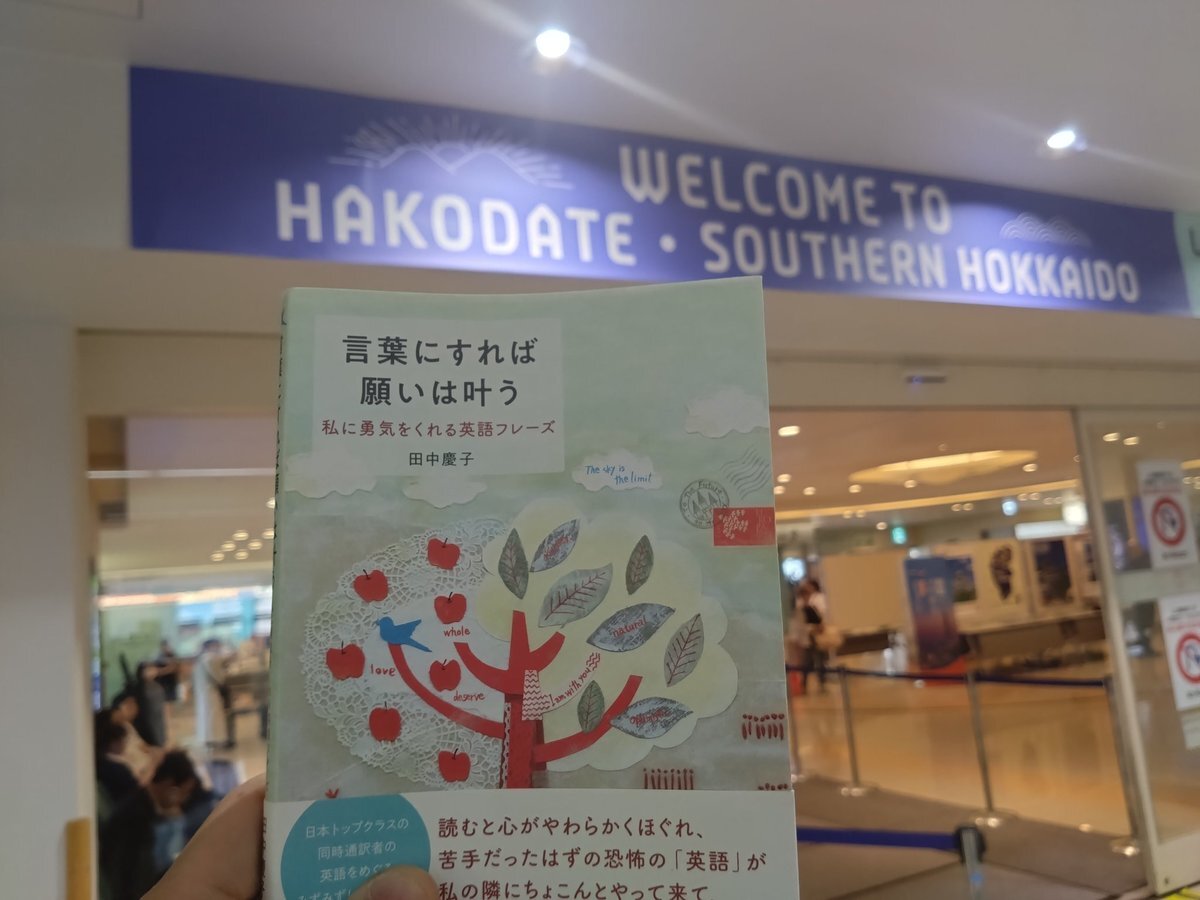 WELCOME TO
HAKODATE・SOUTHERN HOKKAIDO
言葉にすれば
願いは叶う
私に勇気をくれる英語フレーズ
田中慶子
The sky is
the limit
whole
love
deserve
natural
I am with you
日本トップクラスの
同時通訳者の
英語をめぐる
読むと心がやわらかくほぐれ、
苦手だったはずの恐怖の「英語」が
私の隣にちょこんとやって来て